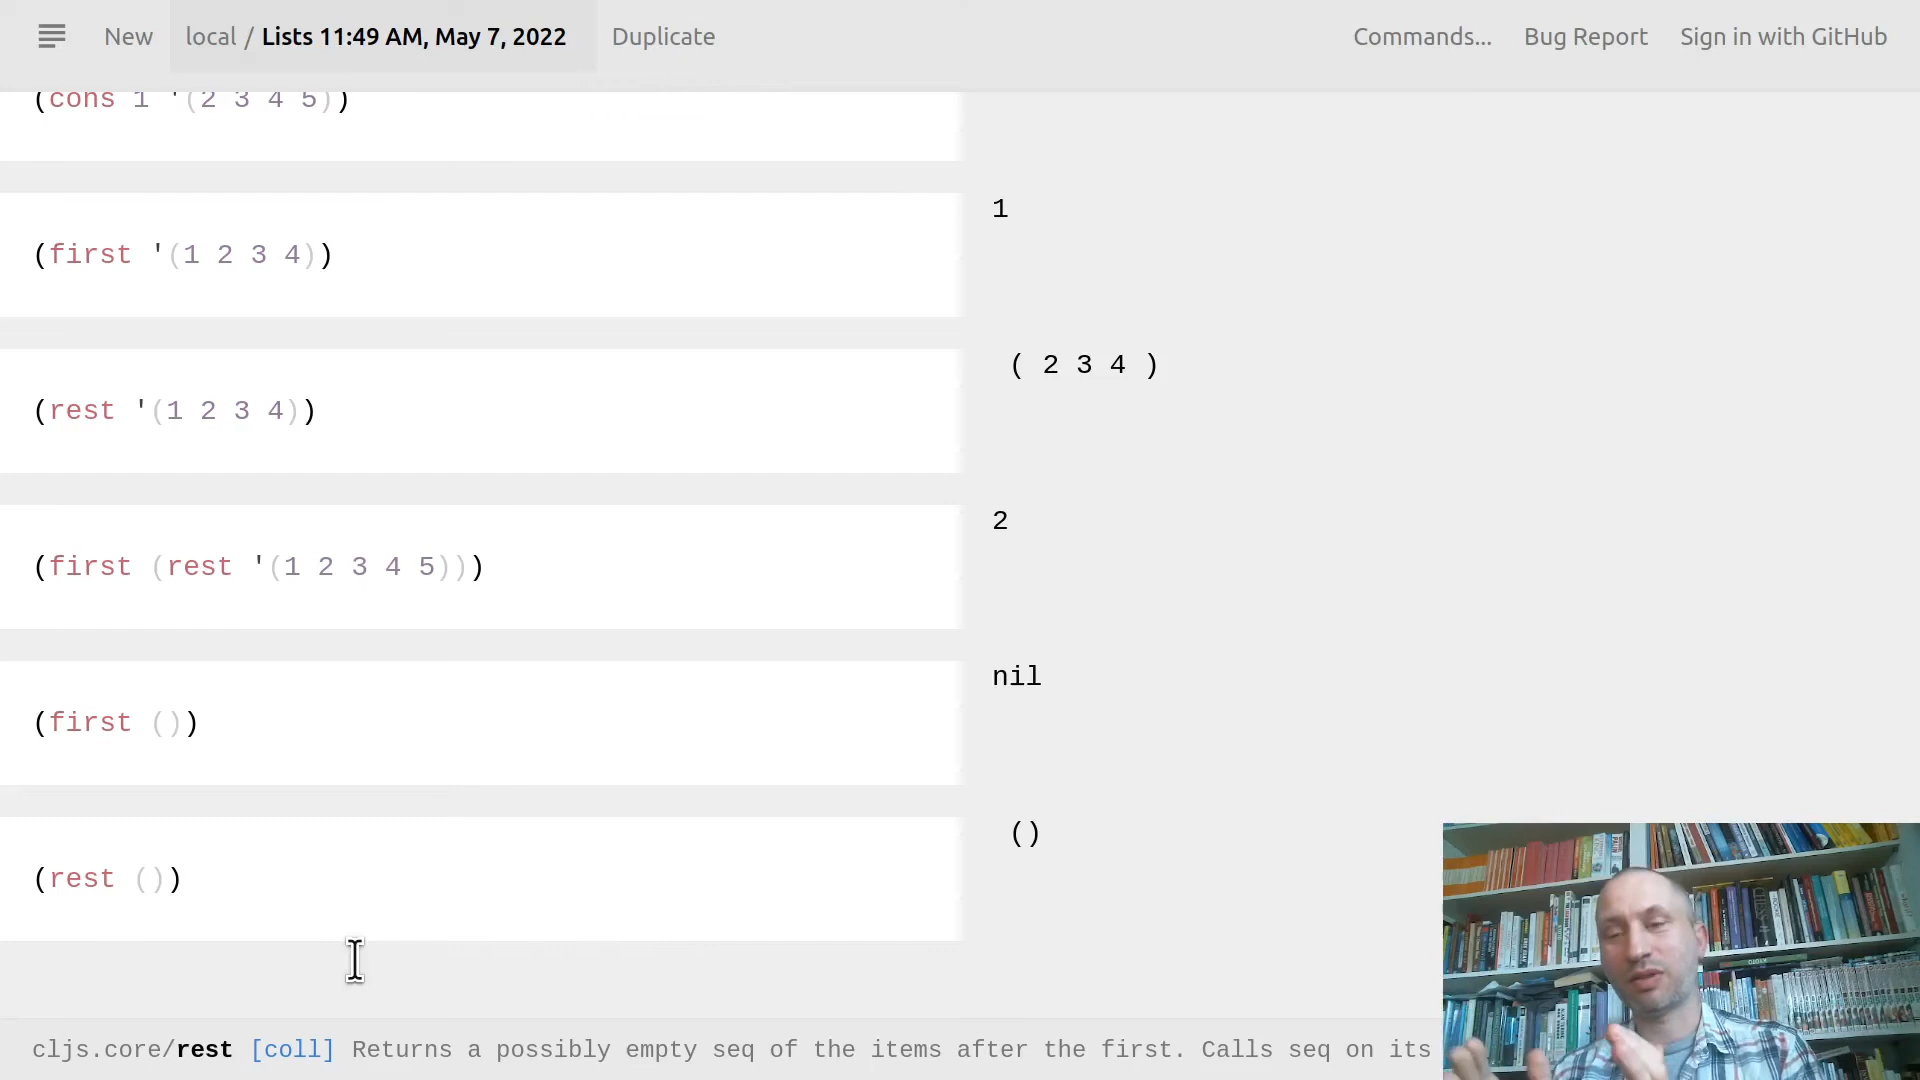 New local / Lists 11:49 AM, May 7, 2022 Duplicate Commands... Bug Report Sign in with GitHub
(cons 1 '(2 3 4 5))
1
(first '(1 2 3 4))
( 2 3 4 )
(rest '(1 2 3 4))
2
(first (rest '(1 2 3 4 5)))
nil
(first ())
()
(rest ())
cljs.core/rest [coll] Returns a possibly empty seq of the items after the first. Calls seq on its